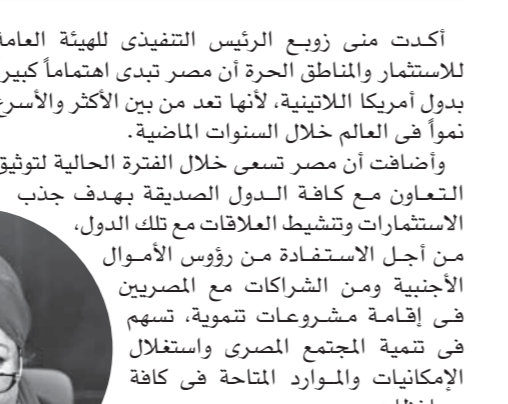 أكدت منى زوبع الرئيس التنفيذى للهيئة العامة
للاستثمار والمناطق الحرة أن مصر تبدى اهتماماً كبير
بدول أمريكا اللاتينية، لأنها تعد من بين الأكثر والأسرع
نمواً فى العالم خلال السنوات الماضية.
وأضافت أن مصر تسعى خلال الفترة الحالية لتوثيق
التعاون مع كافة الدول الصديقة بهدف جذب
الاستثمارات وتنشيط العلاقات مع تلك الدول،
من أجل الاستفادة من رؤوس الأموال
الأجنبية ومن الشراكات مع المصريين
فى إقامة مشروعات تنموية، تسهم
فى تنمية المجتمع المصرى واستغلال
الإمكانيات والموارد المتاحة فى كافة